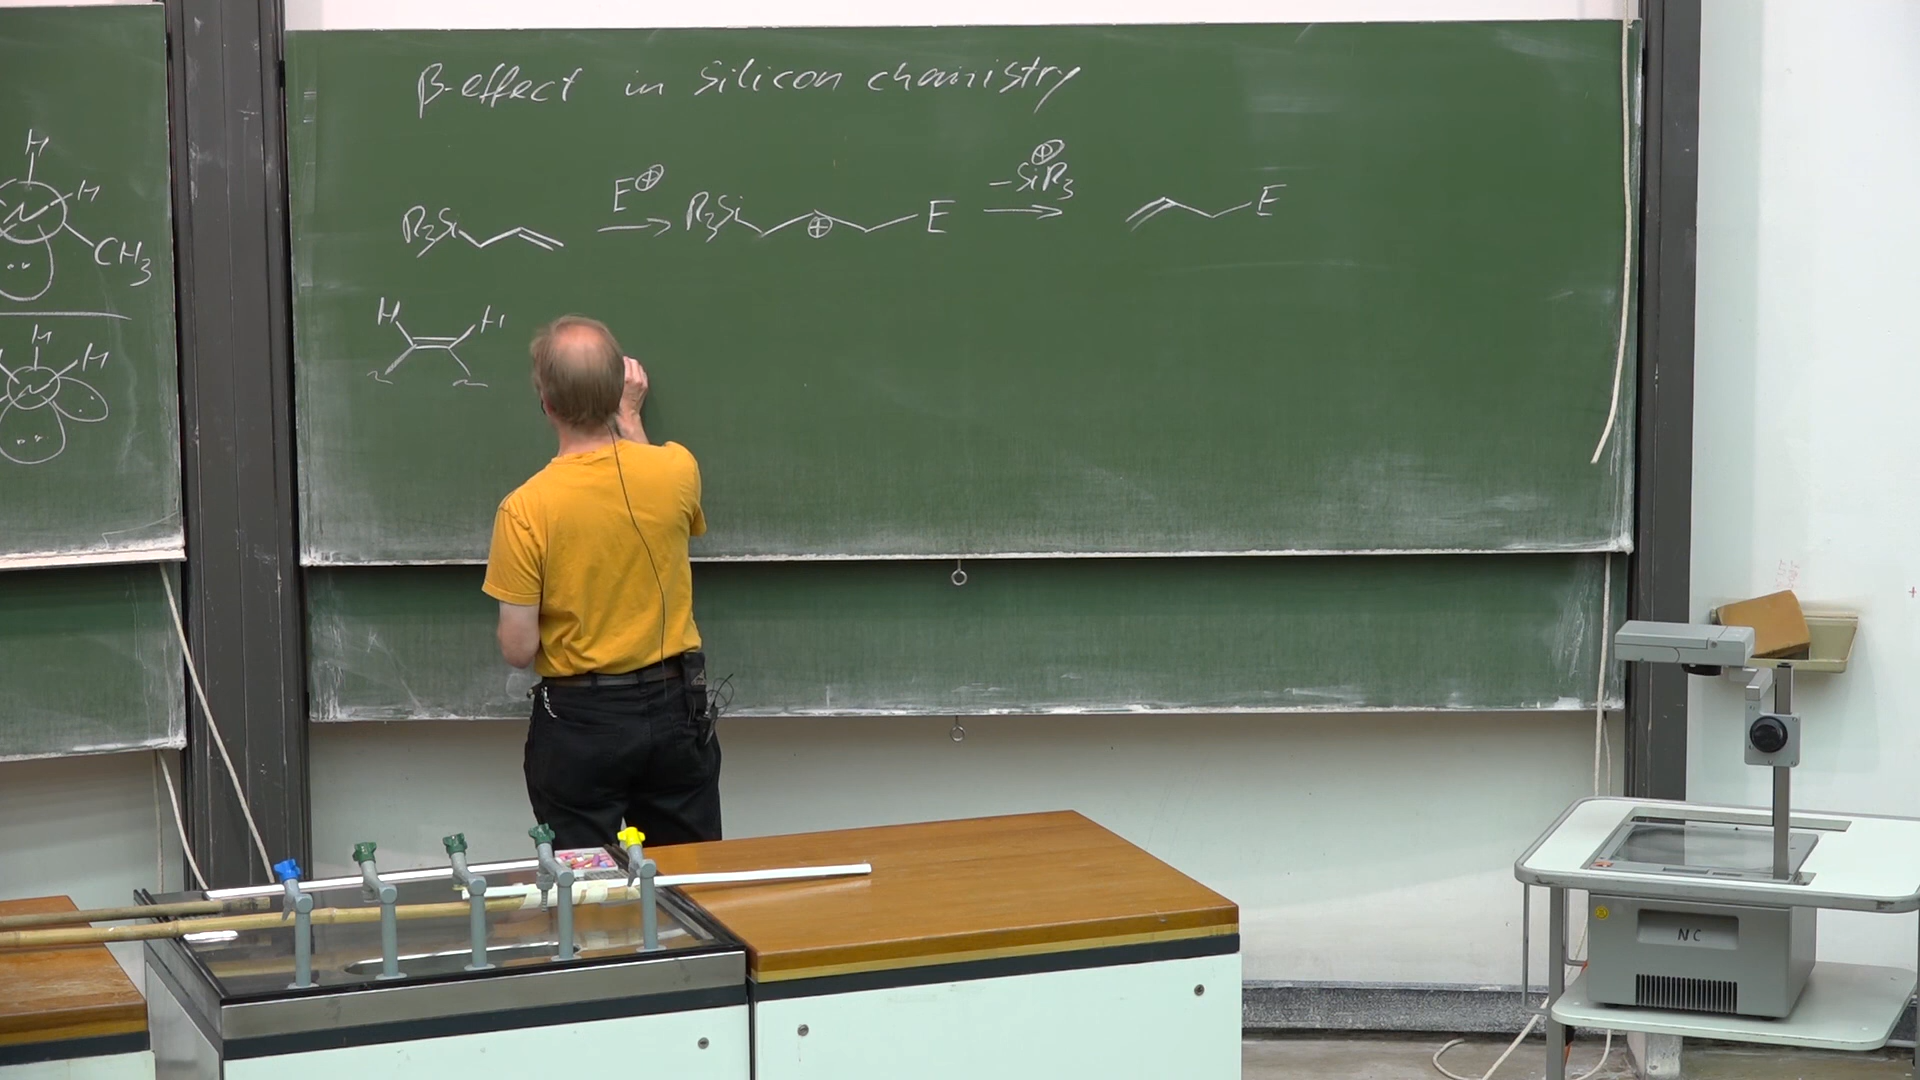 β-effect in silicon chemistry
R₃Si E⊕ → R₃Si ⊕ E -SiR₃ ⊕ → E
H H
H
H
CH₃
H
H
NC